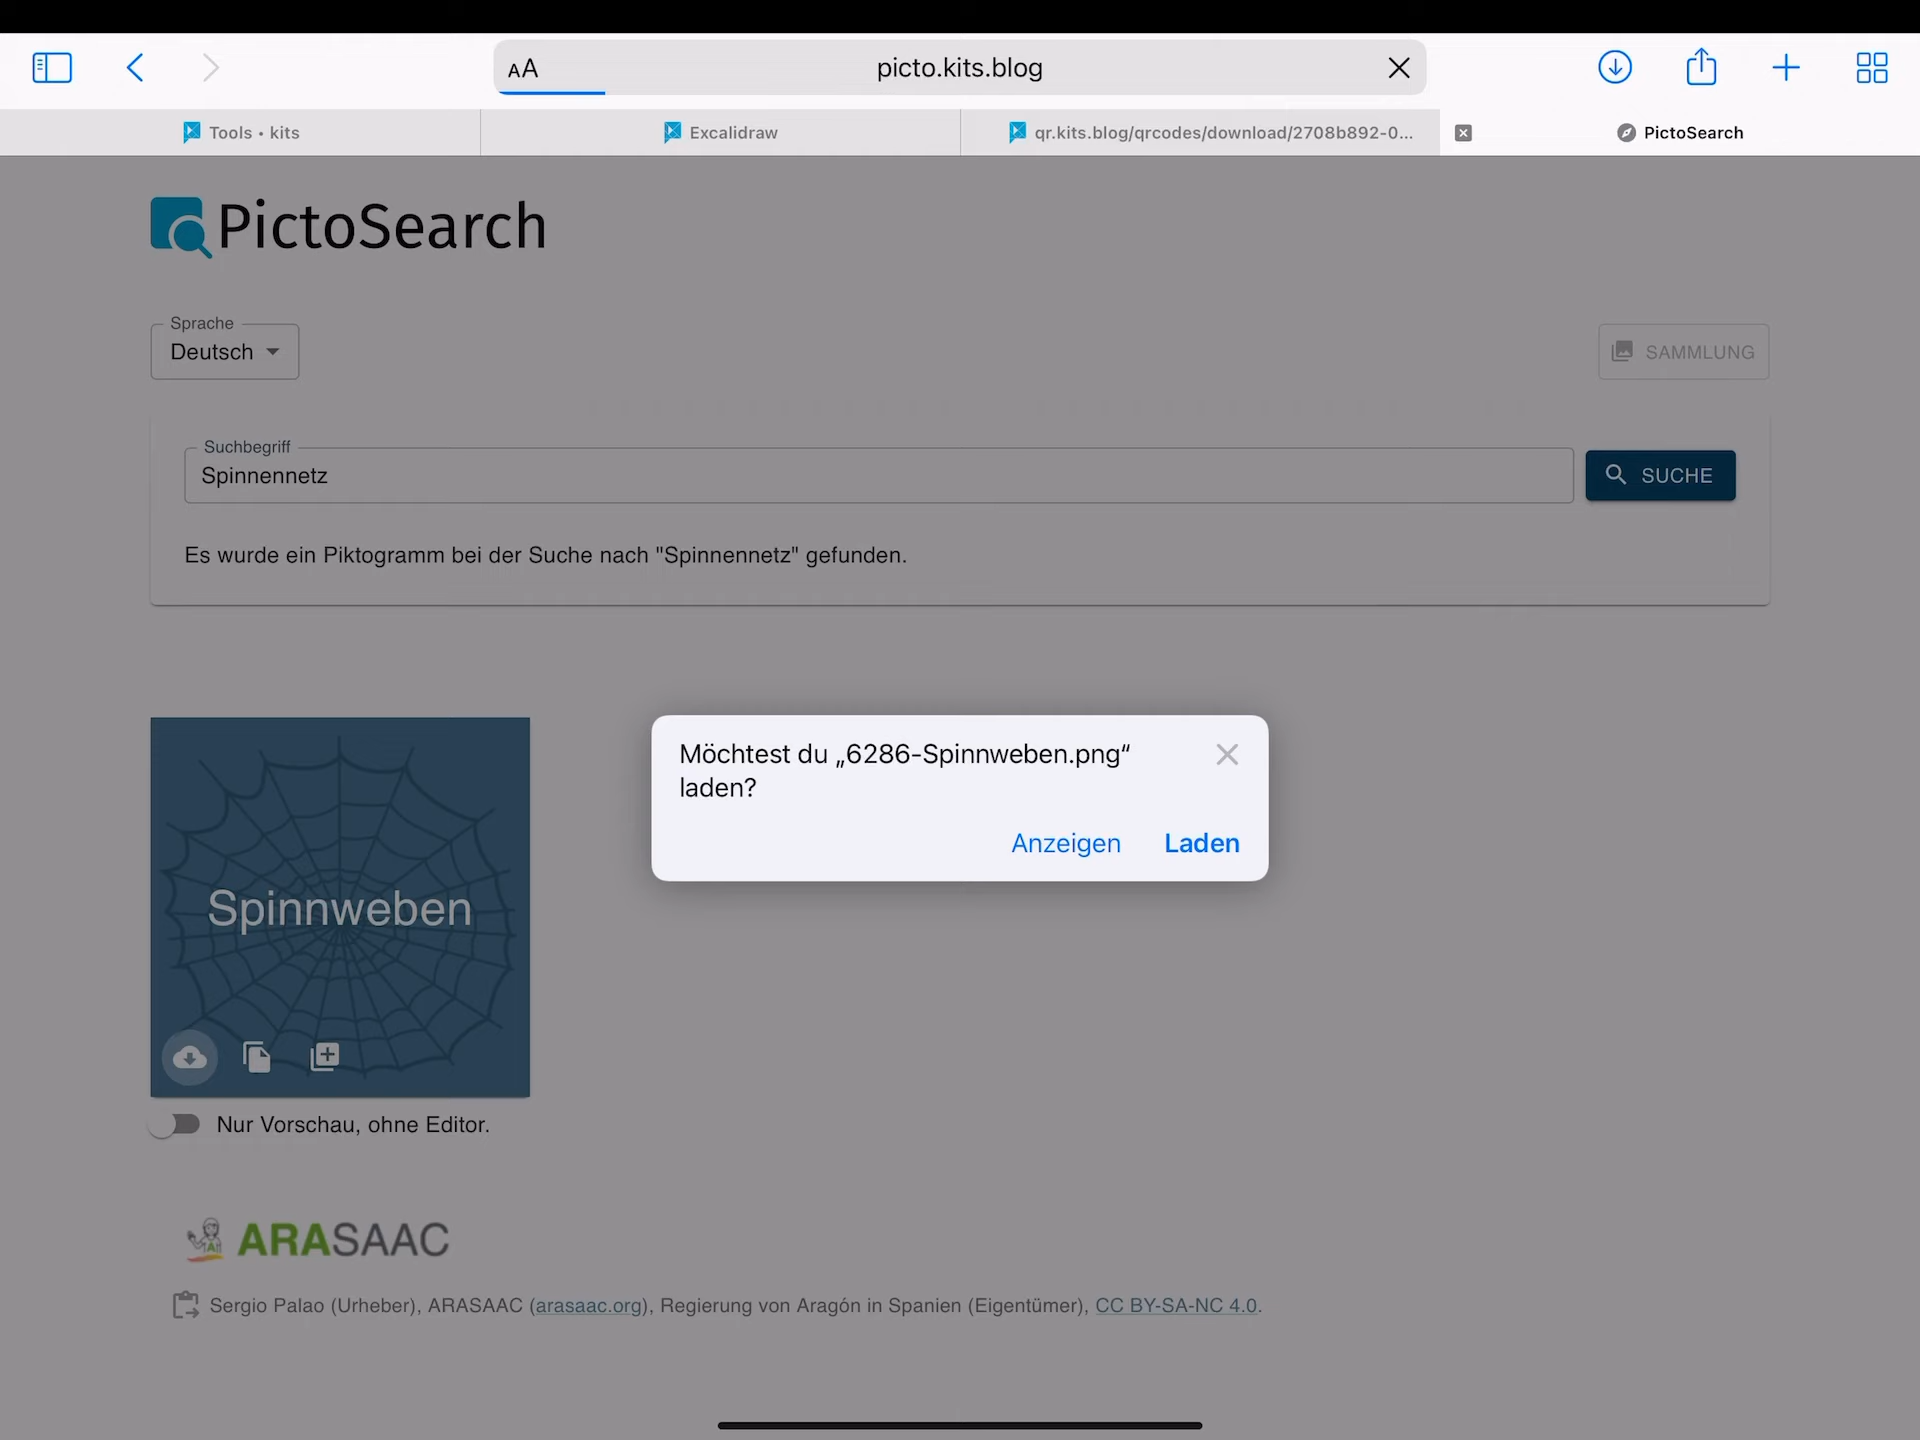 AA
picto.kits.blog
Tools • kits
Excalidraw
qr.kits.blog/qrcodes/download/2708b892-0...
PictoSearch
PictoSearch
Sprache
Deutsch
SAMMLUNG
Suchbegriff
Spinnennetz
SUCHE
Es wurde ein Piktogramm bei der Suche nach "Spinnennetz" gefunden.
Möchtest du „6286-Spinnweben.png“
laden?
Anzeigen
Laden
Spinnweben
Nur Vorschau, ohne Editor.
ARASAAC
Sergio Palao (Urheber), ARASAAC (arasaac.org), Regierung von Aragón in Spanien (Eigentümer), CC BY-SA-NC 4.0.